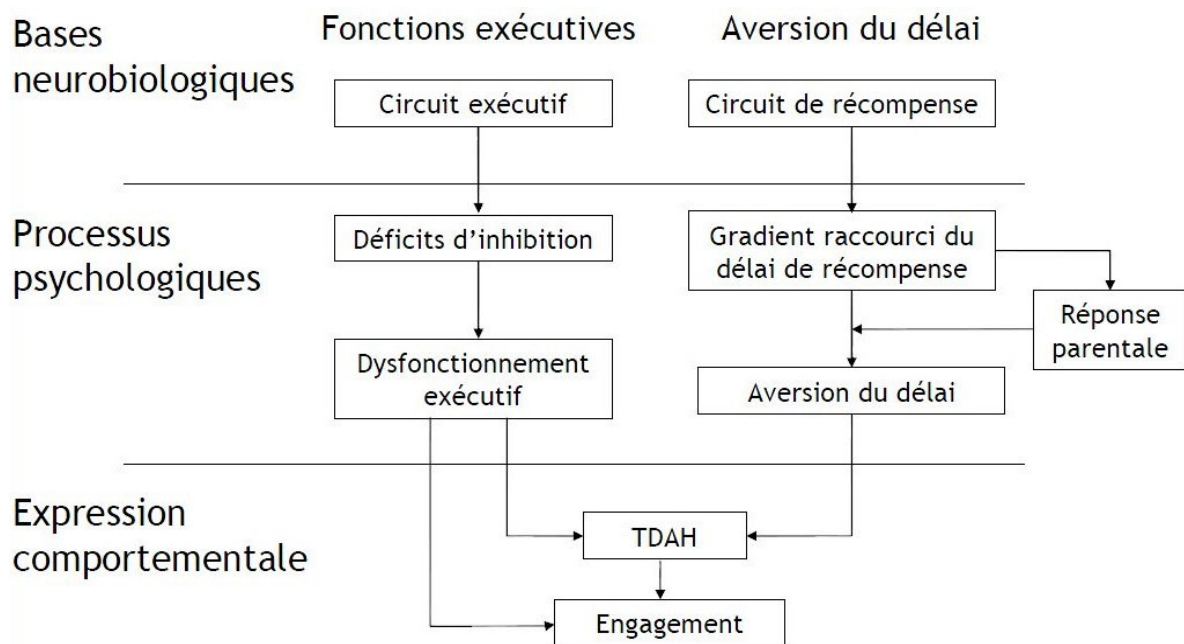 Bases
neurobiologiques
Fonctions exécutives
Aversion du délai
Circuit exécutif
Circuit de récompense
Processus
psychologiques
Déficits d’inhibition
Gradient raccourci du
délai de récompense
Réponse
parentale
Dysfonctionnement
exécutif
Aversion du délai
Expression
comportementale
TDAH
Engagement